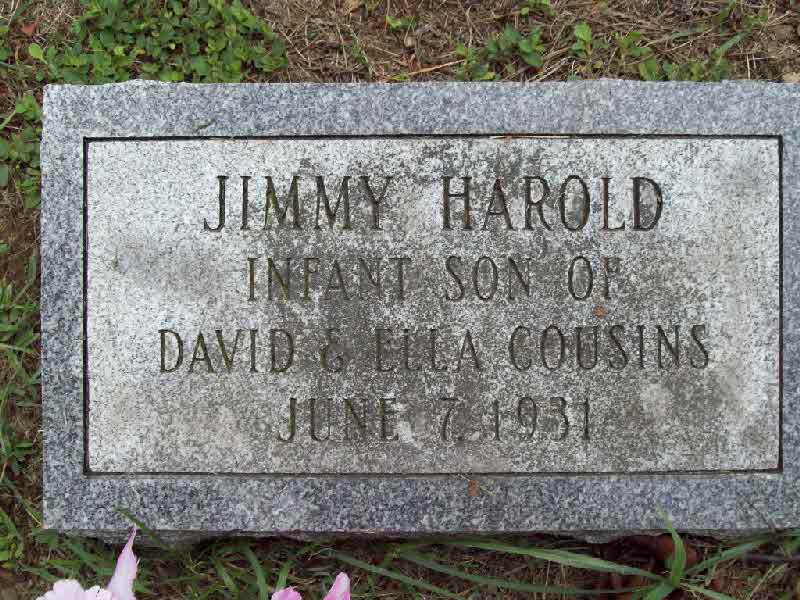 JIMMY HAROLD
INFANT SON OF
DAVID & ELLA COUSINS
JUNE 7, 1931